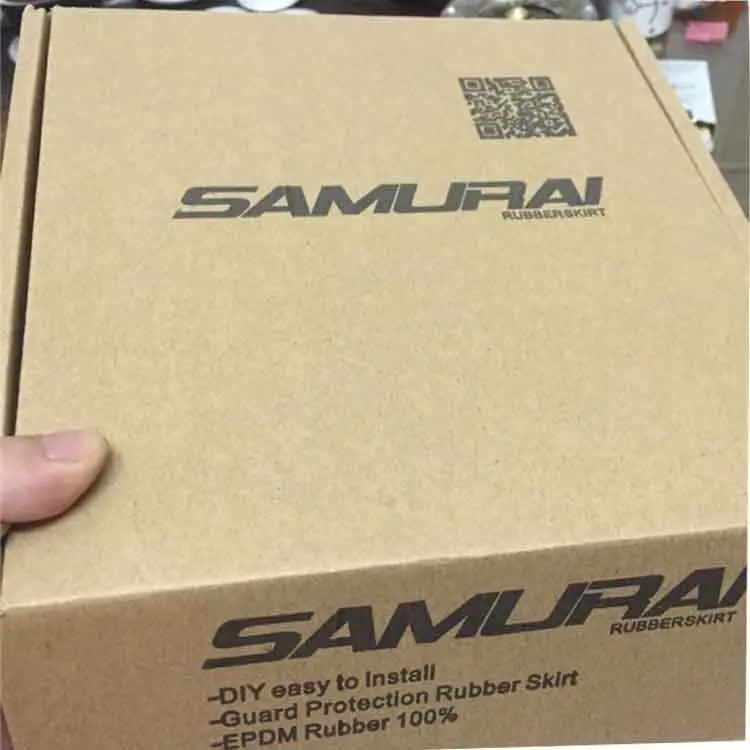 SAMURAI
RUBBERSKIRT
SAMURAI
RUBBERSKIRT
-DIY easy to Install
-Guard Protection Rubber Skirt
-EPDM Rubber 100%